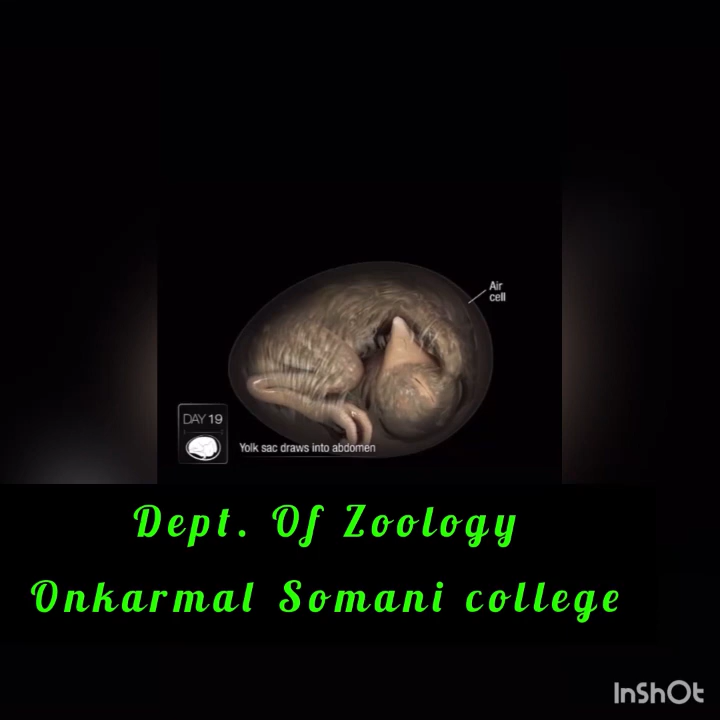 Air
cell
DAY 19
Yolk sac draws into abdomen
Dept. Of Zoology
Onkarmal Somani college
InShOt